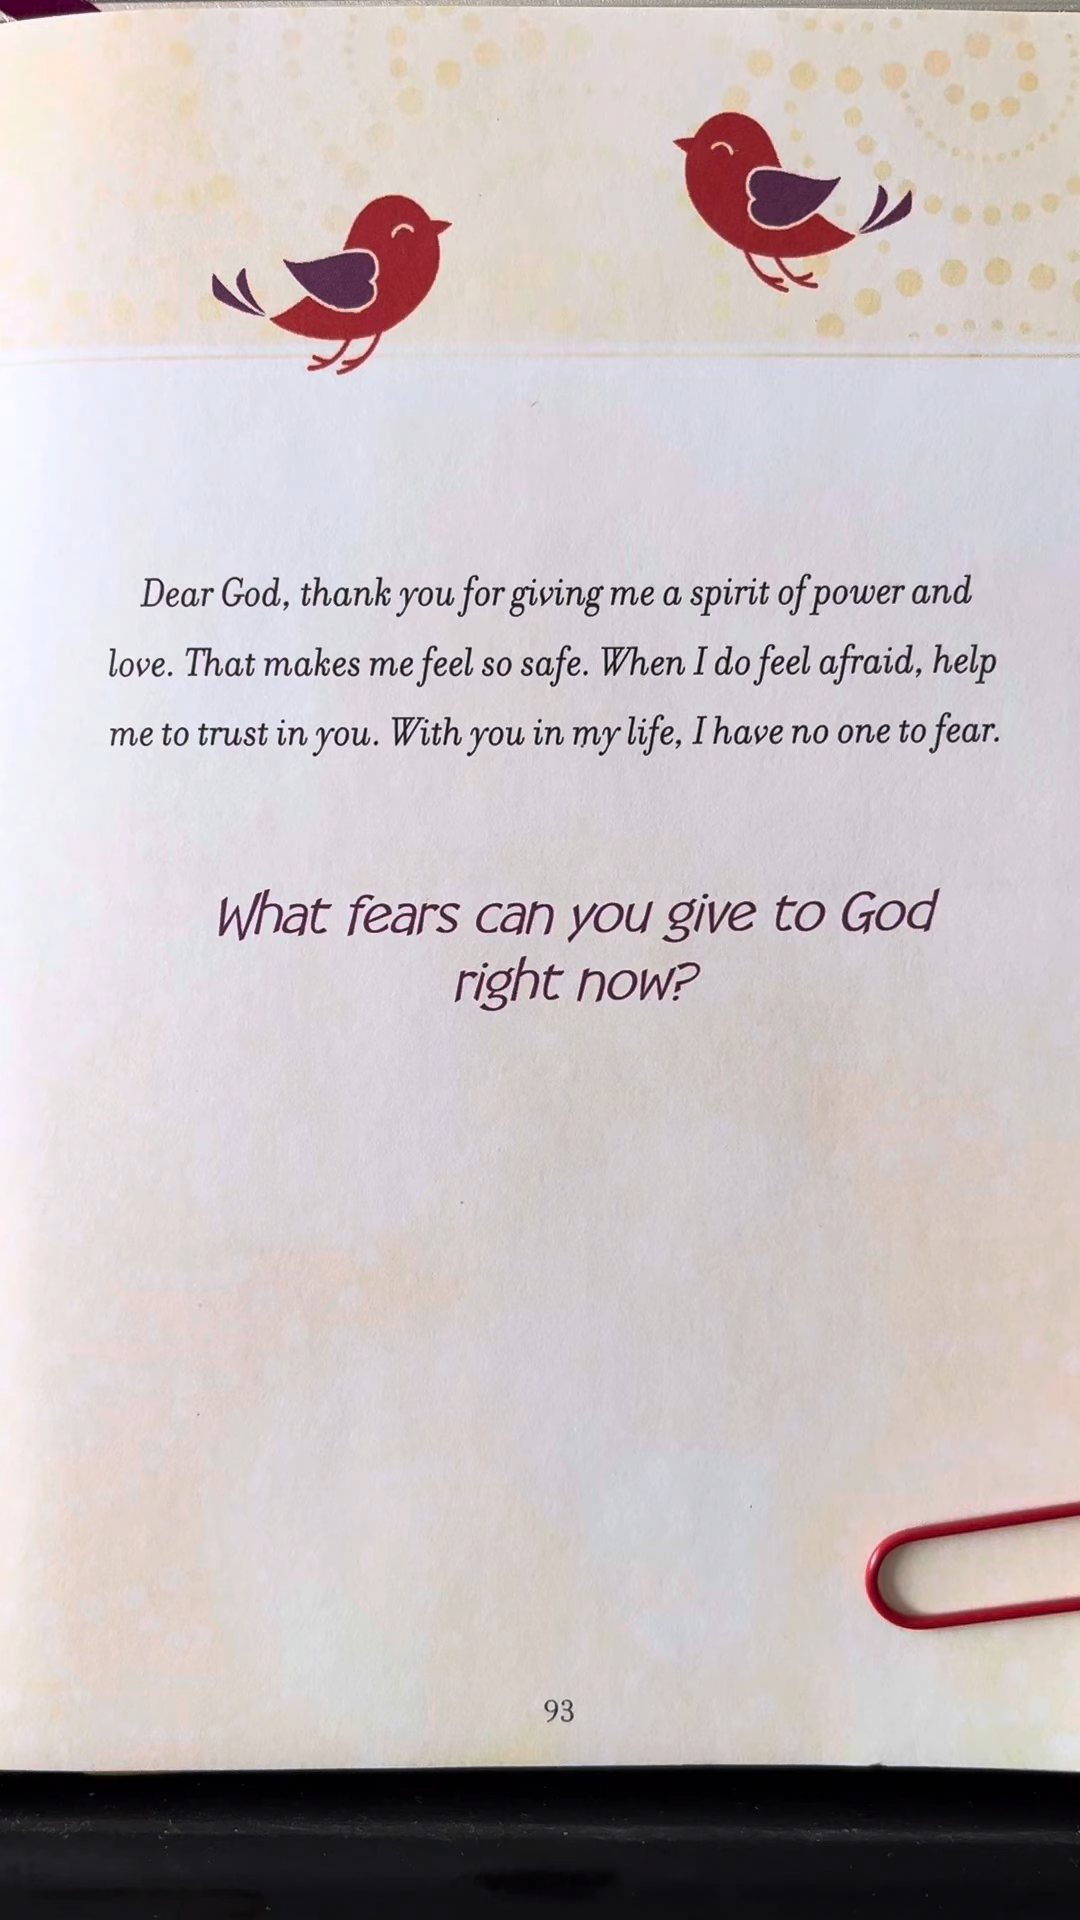 Dear God, thank you for giving me a spirit of power and
love. That makes me feel so safe. When I do feel afraid, help
me to trust in you. With you in my life, I have no one to fear.
What fears can you give to God
right now?
93